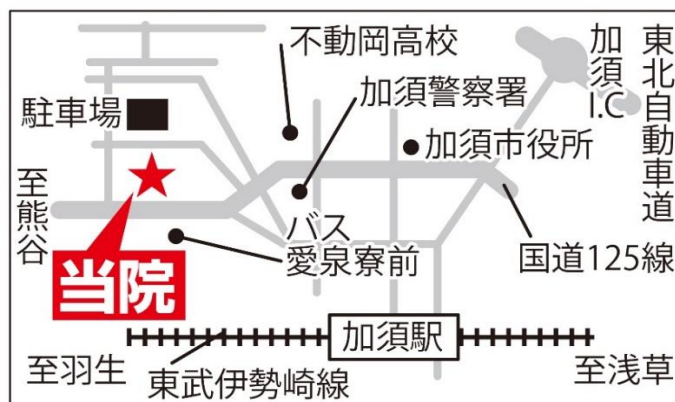 不動岡高校
加須警察署
駐車場
加須市役所
加須I.C
東北自動車道
至熊谷
当院
バス
愛泉寮前
国道125線
加須駅
至羽生
東武伊勢崎線
至浅草